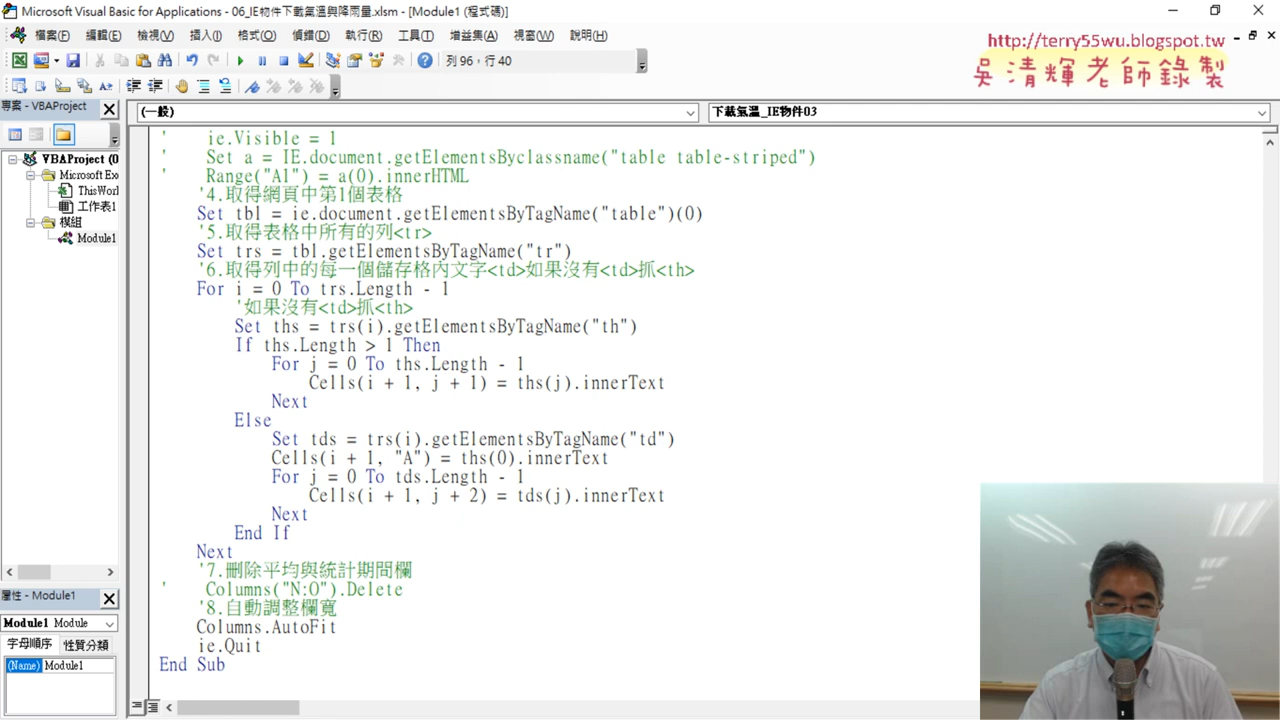 Microsoft Visual Basic for Applications - 06_IE物件下載氣溫與降雨量.xlsm - [Module1 (程式碼)]
檔案(F) 編輯(E) 檢視(V) 插入(I) 格式(O) 偵錯(D) 執行(R) 工具(T) 增益集(A) 視窗(W) 說明(H)
http://terry55wu.blogspot.tw
吳清輝老師錄製
列 96, 行 40
專案 - VBAProject
(一般)
下載氣溫_IE物件03
VBAProject (0
Microsoft Ex
ThisWorl
工作表1
模組
Module1
' ie.Visible = 1
' Set a = IE.document.getElementsByclassname("table table-striped")
' Range("A1") = a(0).innerHTML
'4.取得網頁中第1個表格
Set tbl = ie.document.getElementsByTagName("table")(0)
'5.取得表格中所有的列<tr>
Set trs = tbl.getElementsByTagName("tr")
'6.取得列中的每一個儲存格內文字<td>如果沒有<td>抓<th>
For i = 0 To trs.Length - 1
'如果沒有<td>抓<th>
Set ths = trs(i).getElementsByTagName("th")
If ths.Length > 1 Then
For j = 0 To ths.Length - 1
Cells(i + 1, j + 1) = ths(j).innerText
Next
Else
Set tds = trs(i).getElementsByTagName("td")
Cells(i + 1, "A") = ths(0).innerText
For j = 0 To tds.Length - 1
Cells(i + 1, j + 2) = tds(j).innerText
Next
End If
Next
'7.刪除平均與統計期間欄
' Columns("N:O").Delete
'8.自動調整欄寬
Columns.AutoFit
ie.Quit
End Sub
屬性 - Module1
Module1 Module
字母順序 性質分類
(Name) Module1